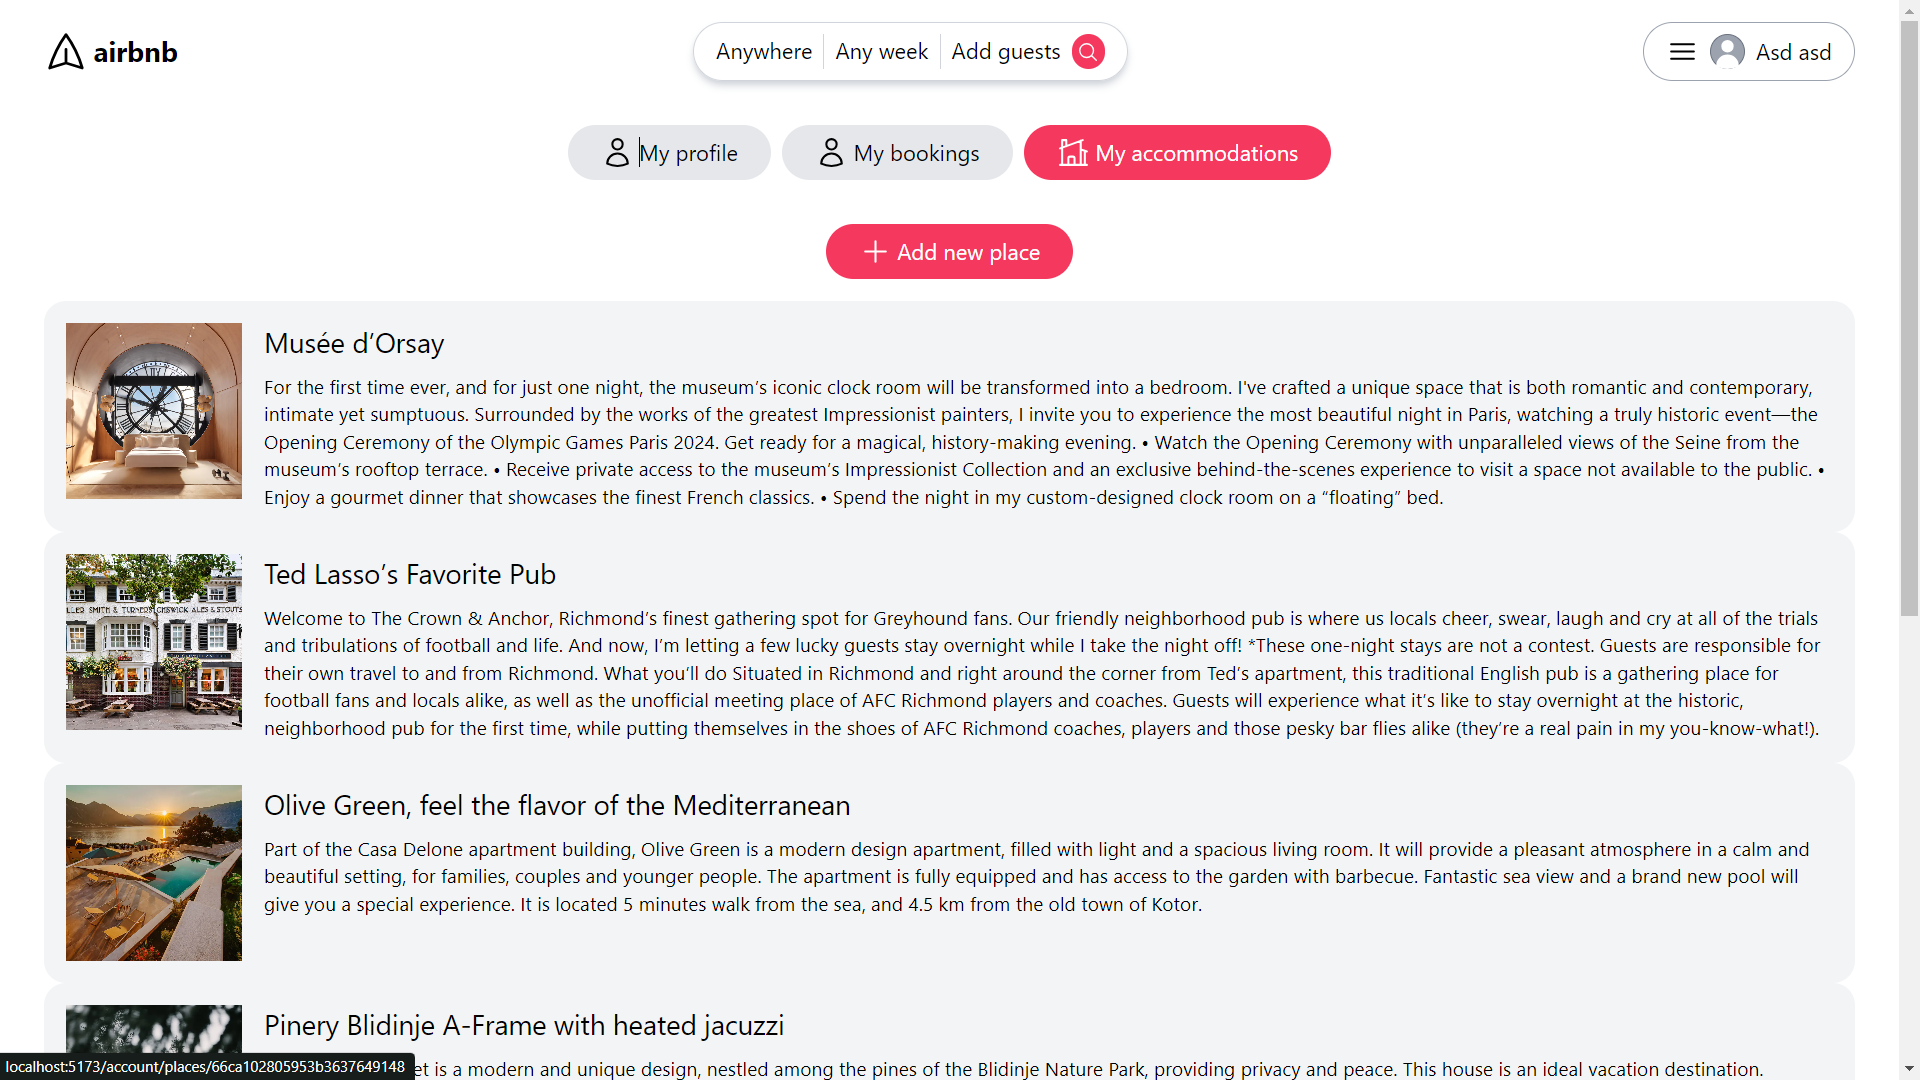 airbnb
Anywhere
Any week
Add guests
Asd asd
My profile
My bookings
My accommodations
Add new place
Musée d’Orsay
For the first time ever, and for just one night, the museum’s iconic clock room will be transformed into a bedroom. I've crafted a unique space that is both romantic and contemporary,
intimate yet sumptuous. Surrounded by the works of the greatest Impressionist painters, I invite you to experience the most beautiful night in Paris, watching a truly historic event—the
Opening Ceremony of the Olympic Games Paris 2024. Get ready for a magical, history-making evening. • Watch the Opening Ceremony with unparalleled views of the Seine from the
museum’s rooftop terrace. • Receive private access to the museum’s Impressionist Collection and an exclusive behind-the-scenes experience to visit a space not available to the public. •
Enjoy a gourmet dinner that showcases the finest French classics. • Spend the night in my custom-designed clock room on a “floating” bed.
LLER SMITH & TURNER CHISWICK ALES & STOUTS
Ted Lasso’s Favorite Pub
Welcome to The Crown & Anchor, Richmond’s finest gathering spot for Greyhound fans. Our friendly neighborhood pub is where us locals cheer, swear, laugh and cry at all of the trials
and tribulations of football and life. And now, I’m letting a few lucky guests stay overnight while I take the night off! *These one-night stays are not a contest. Guests are responsible for
their own travel to and from Richmond. What you’ll do Situated in Richmond and right around the corner from Ted’s apartment, this traditional English pub is a gathering place for
football fans and locals alike, as well as the unofficial meeting place of AFC Richmond players and coaches. Guests will experience what it’s like to stay overnight at the historic,
neighborhood pub for the first time, while putting themselves in the shoes of AFC Richmond coaches, players and those pesky bar flies alike (they’re a real pain in my you-know-what!).
Olive Green, feel the flavor of the Mediterranean
Part of the Casa Delone apartment building, Olive Green is a modern design apartment, filled with light and a spacious living room. It will provide a pleasant atmosphere in a calm and
beautiful setting, for families, couples and younger people. The apartment is fully equipped and has access to the garden with barbecue. Fantastic sea view and a brand new pool will
give you a special experience. It is located 5 minutes walk from the sea, and 4.5 km from the old town of Kotor.
Pinery Blidinje A-Frame with heated jacuzzi
et is a modern and unique design, nestled among the pines of the Blidinje Nature Park, providing privacy and peace. This house is an ideal vacation destination.
localhost:5173/account/places/66ca102805953b3637649148